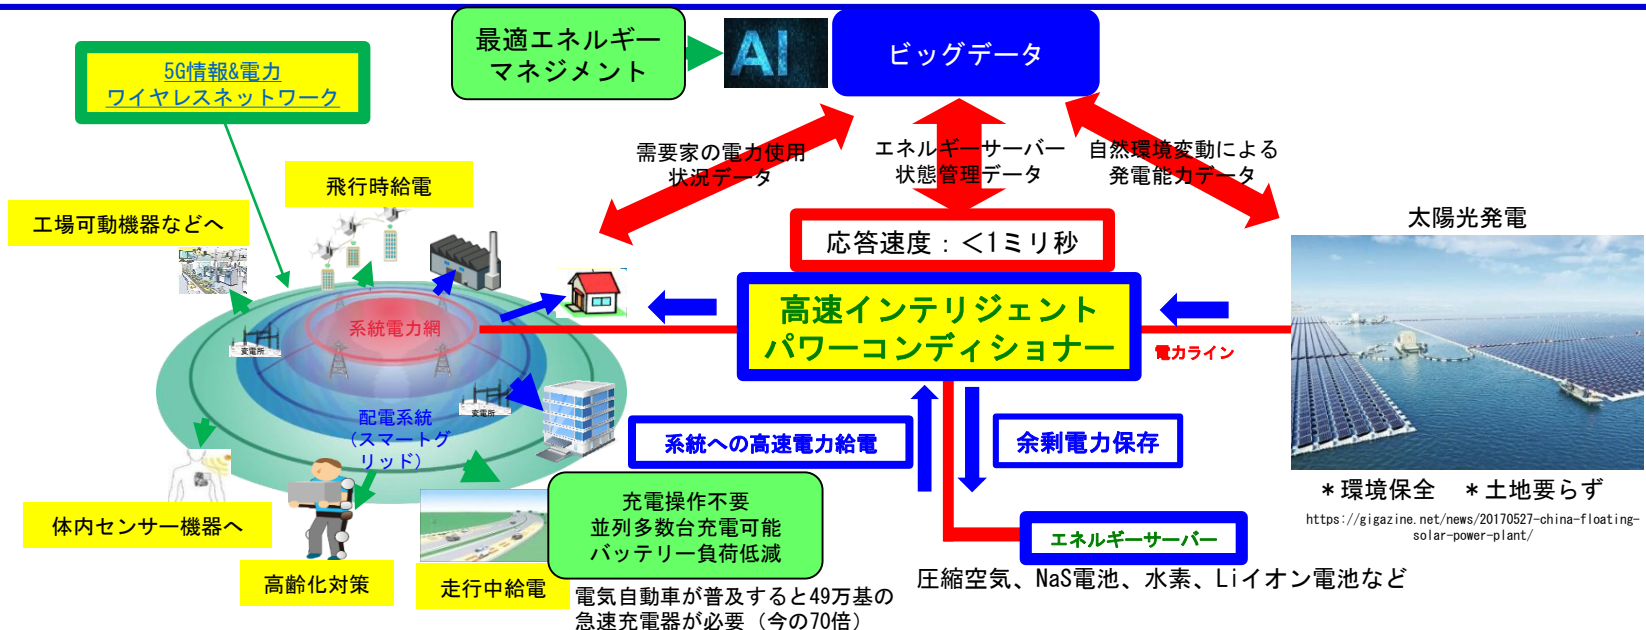 最適エネルギー
マネジメント
AI
ビッグデータ
5G情報&電力
ワイヤレスネットワーク
需要家の電力使用
状況データ
エネルギーサーバー
状態管理データ
自然環境変動による
発電能力データ
飛行時給電
工場可動機器などへ
太陽光発電
応答速度：＜1ミリ秒
高速インテリジェント
パワーコンディショナー
系統電力網
変電所
電力ライン
変電所
配電系統
（スマートグ
リッド）
系統への高速電力給電
余剰電力保存
＊環境保全　＊土地要らず
https://gigazine.net/news/20170527-china-floating-
solar-power-plant/
体内センサー機器へ
高齢化対策
走行中給電
充電操作不要
並列多数台充電可能
バッテリー負荷低減
エネルギーサーバー
圧縮空気、NaS電池、水素、Liイオン電池など
電気自動車が普及すると49万基の
急速充電器が必要（今の70倍）